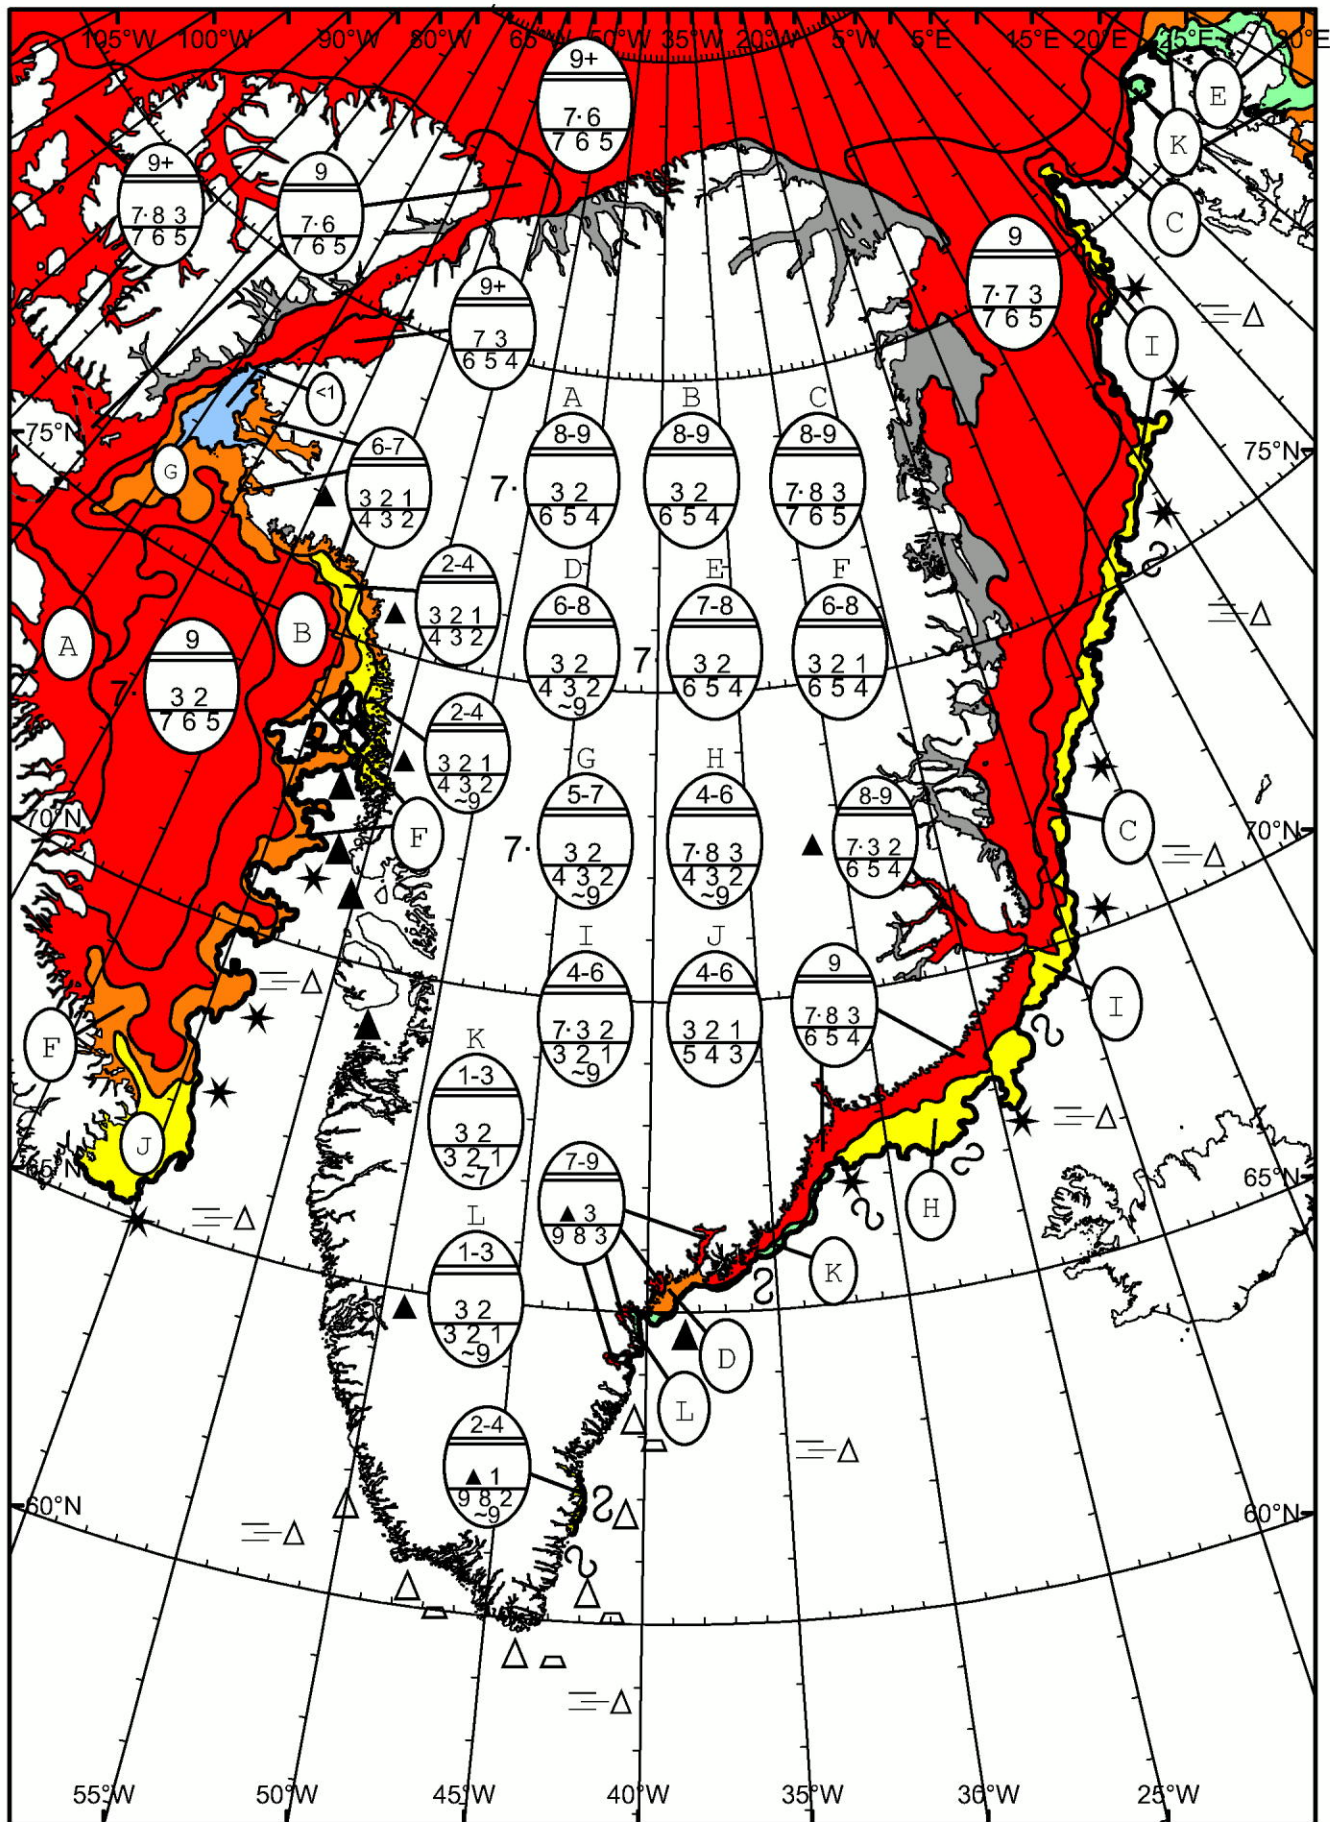 105°W 100°W 90°W 80°W 65°W 50°W 35°W 20°W 5°W 5°E 15°E 20°E 25°E 30°E
9+
7·6
7 6 5
E
K
C
9+
7·8 3
7 6 5
9
7·6
7 6 5
9
7·7 3
7 6 5
I
9+
7 3
6 5 4
<1
75°N
75°N
G
6-7
3 2 1
4 3 2
A B C
8-9 8-9 8-9
7· 3 2 3 2 7·8 3
6 5 4 6 5 4 7 6 5
2-4
3 2 1
4 3 2
D E F
6-8 7-8 6-8
3 2 7 3 2 3 2 1
4 3 2 6 5 4 6 5 4
~9
A
B
9
7· 3 2
7 6 5
2-4
3 2 1
4 3 2
~9
G H
5-7 4-6
7· 3 2 7·8 3
4 3 2 4 3 2
~9 ~9
8-9
7·3 2
6 5 4
70°N
70°N
F
C
I J
4-6 4-6
7·3 2 3 2 1
3 2 1 5 4 3
~9
9
7·8 3
6 5 4
I
F
K
1-3
3 2
3 2 1
~7
J
65°N
65°N
H
7-9
3
9 8 3
K
L
1-3
3 2
3 2 1
~9
D
L
2-4
1
9 8 2
~9
60°N
60°N
55°W 50°W 45°W 40°W 35°W 30°W 25°W